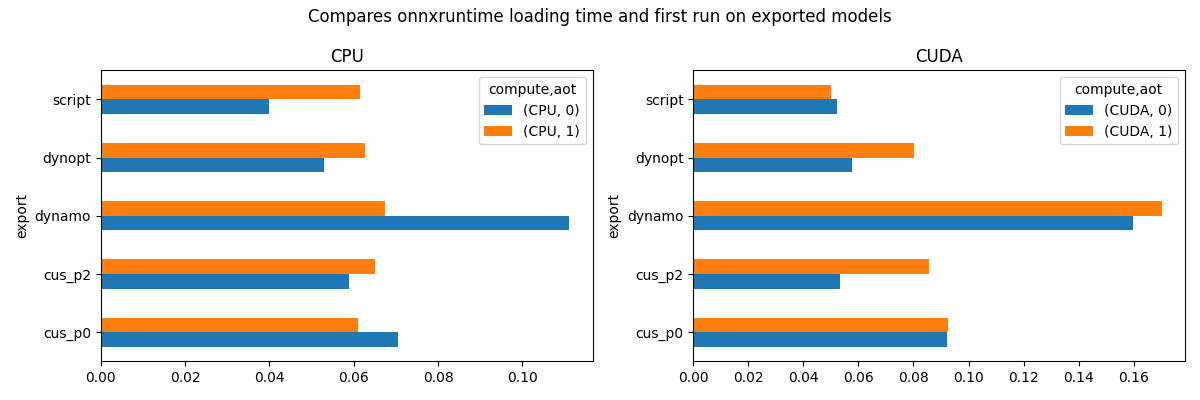 Compares onnxruntime loading time and first run on exported models
CPU
export
script
dynopt
dynamo
cus_p2
cus_p0
compute,aot
(CPU, 0)
(CPU, 1)
0.00 0.02 0.04 0.06 0.08 0.10
CUDA
export
script
dynopt
dynamo
cus_p2
cus_p0
compute,aot
(CUDA, 0)
(CUDA, 1)
0.00 0.02 0.04 0.06 0.08 0.10 0.12 0.14 0.16